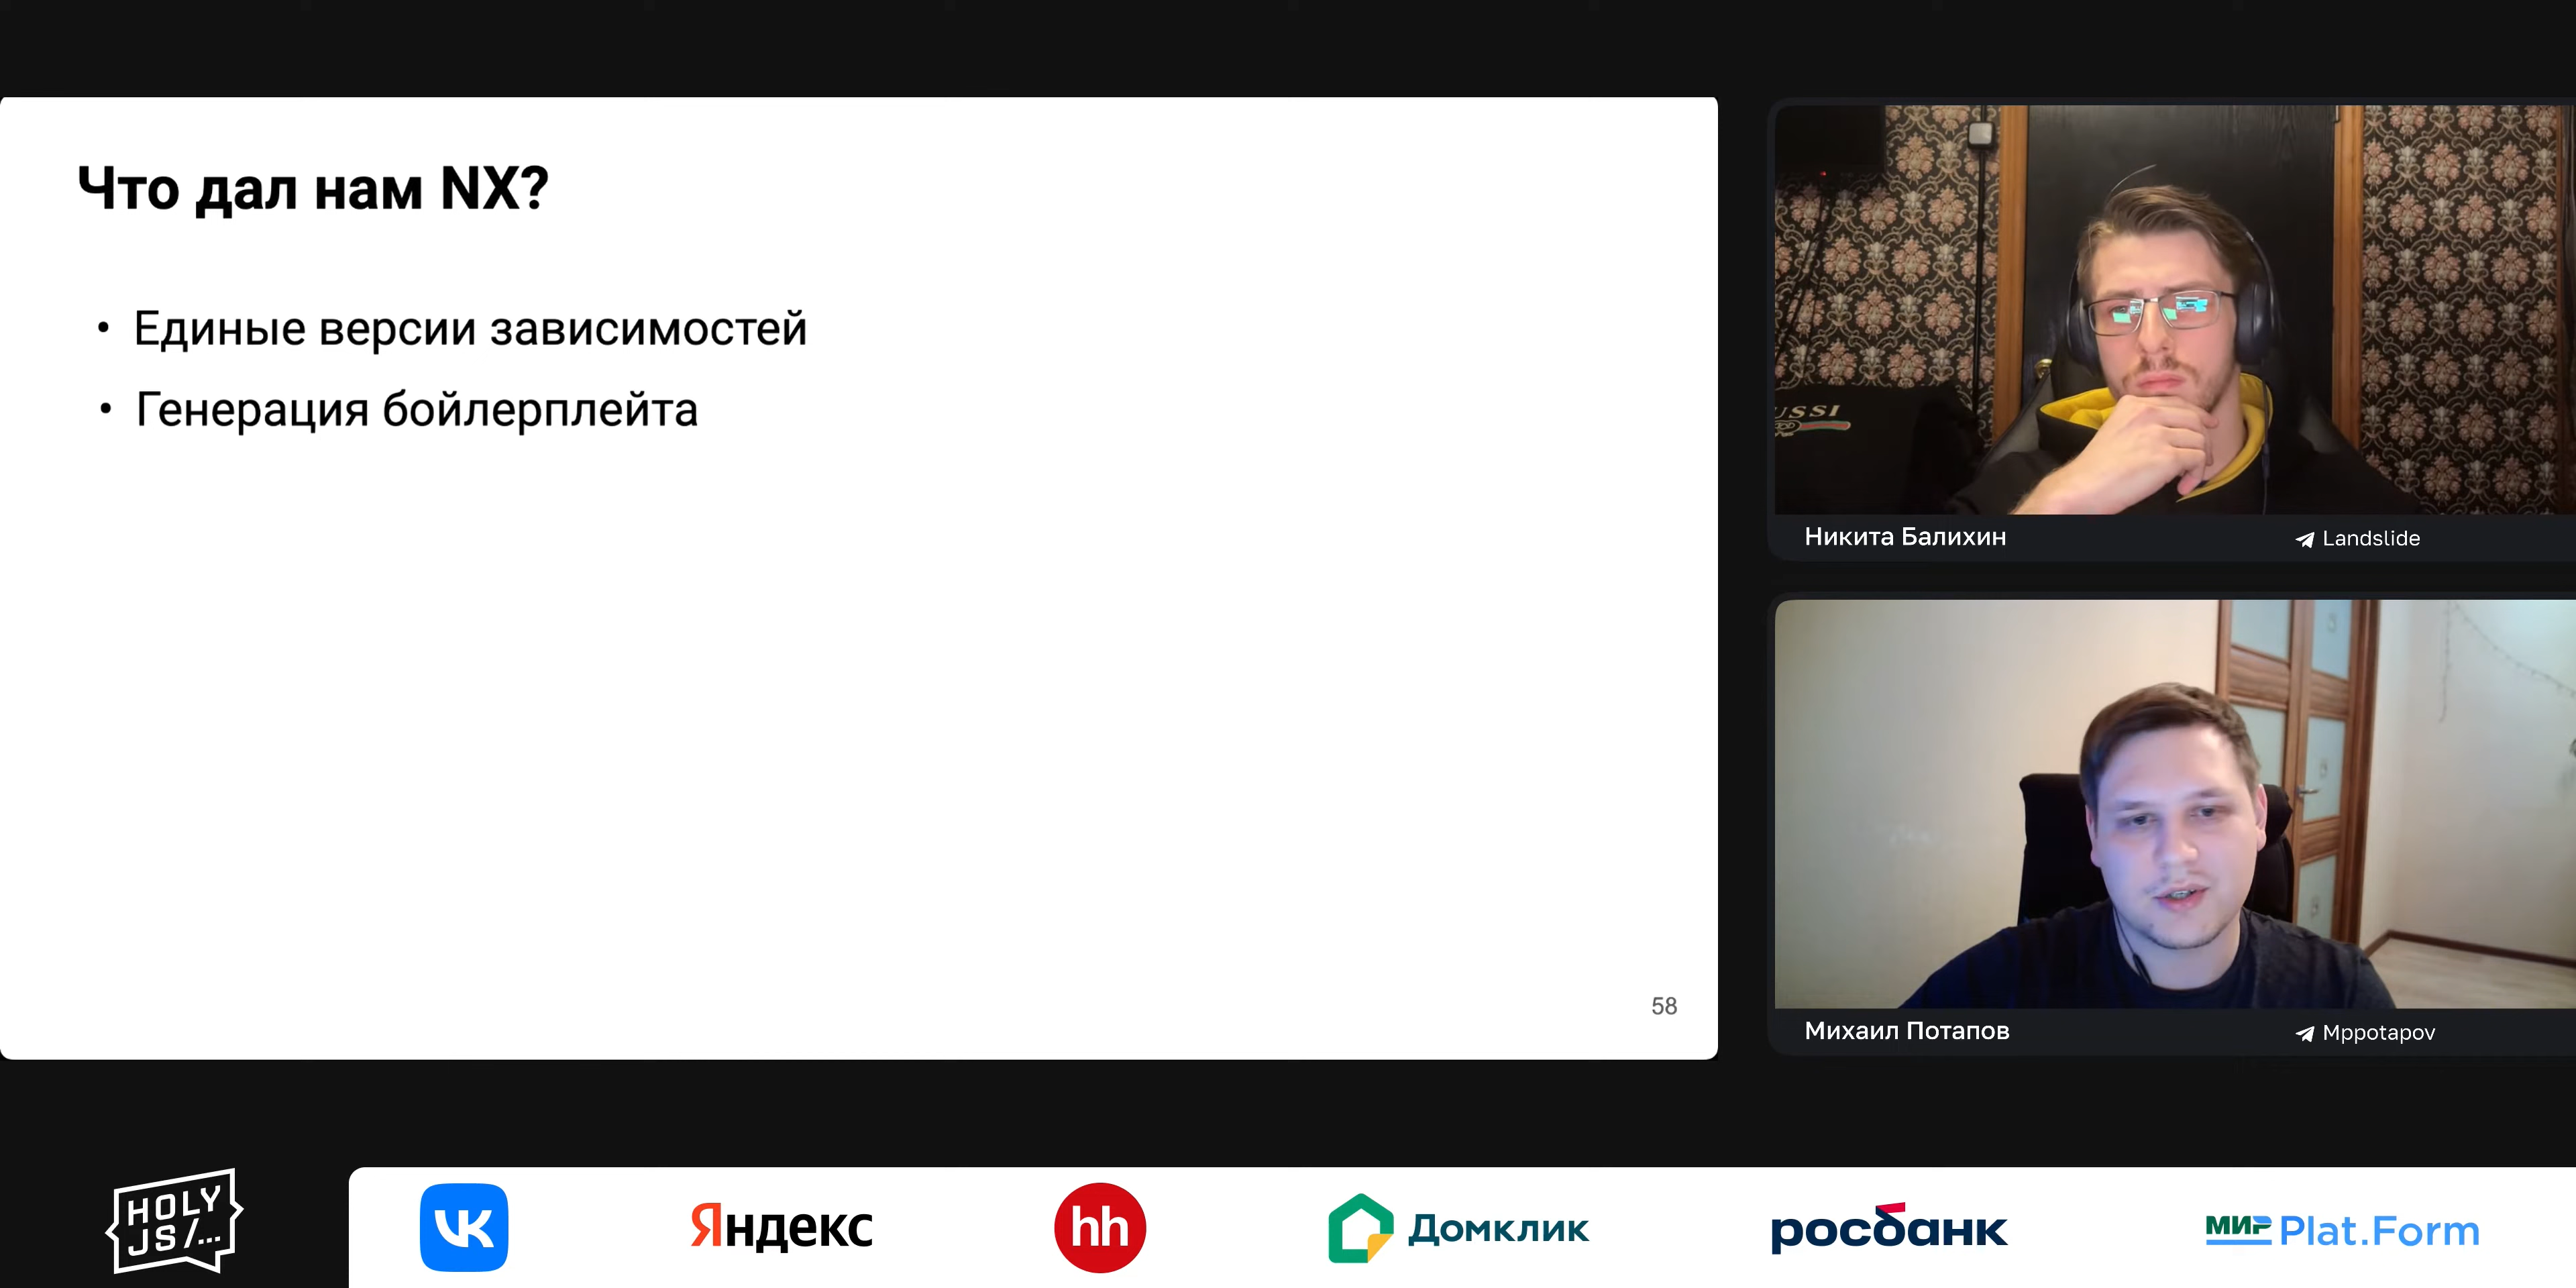 Что дал нам NX?
• Единые версии зависимостей
• Генерация бойлерплейта
58
USSI
Никита Балихин
Landslide
Михаил Потапов
Mppotapov
HOLY
JS/...
VK
Яндекс
hh
Домклик
росбанк
МИР Plat.Form